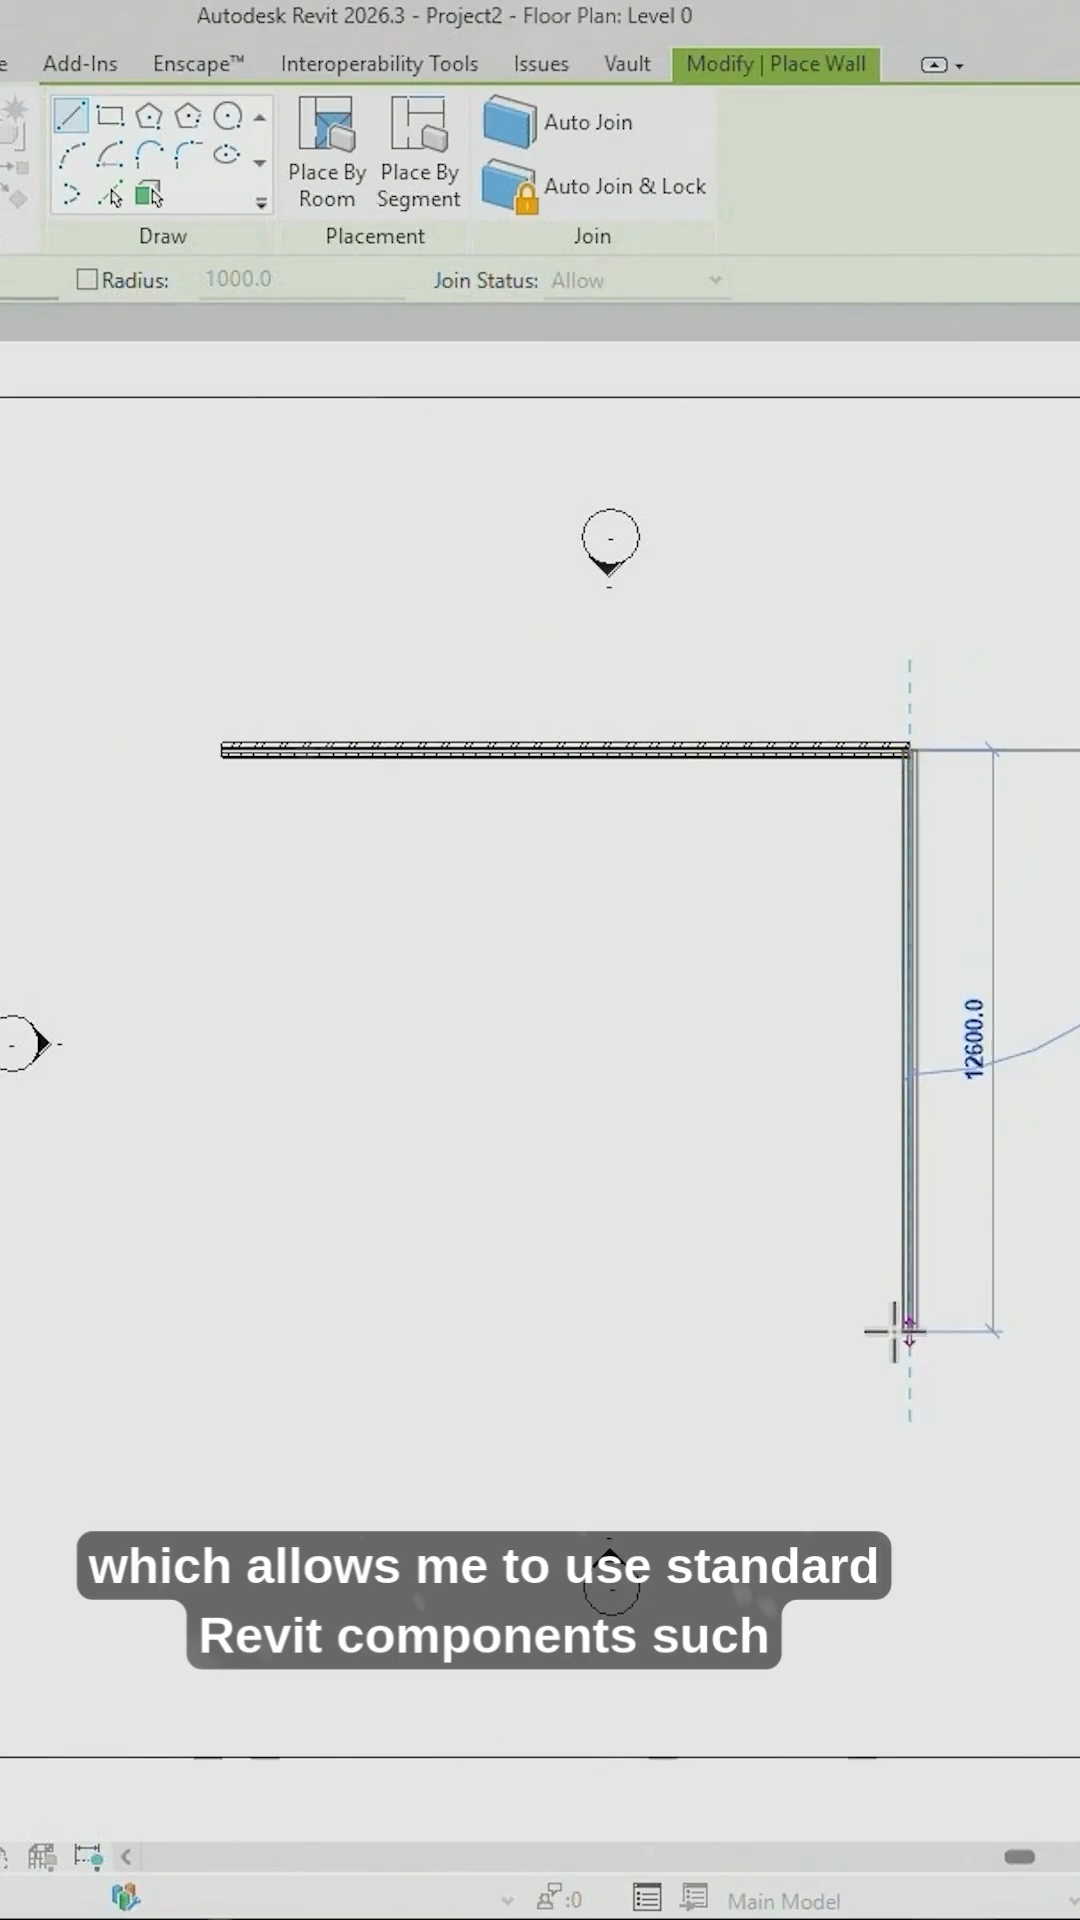 Autodesk Revit 2026.3 - Project2 - Floor Plan: Level 0
Add-Ins Enscape™ Interoperability Tools Issues Vault Modify | Place Wall
Auto Join
Place By Room
Place By Segment
Auto Join & Lock
Draw Placement Join
Radius: 1000.0 Join Status: Allow
12600.0
which allows me to use standard
Revit components such
:0 Main Model